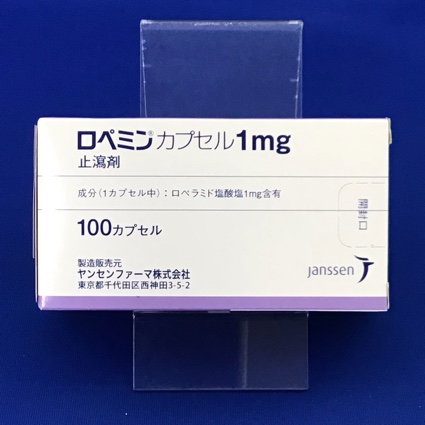 ロペミン®カプセル1mg
止瀉剤
成分(1カプセル中):ロペラミド塩酸塩1mg含有
100カプセル
開封口
製造販売元
ヤンセンファーマ株式会社
東京都千代田区西神田3-5-2
janssen